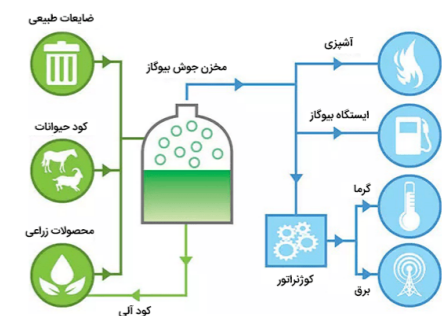 ضایعات طبیعی
آشپزی
مخزن جوش بیوگاز
ایستگاه بیوگاز
کود حیوانات
گرما
محصولات زراعی
کوژنراتور
برق
کود آلی